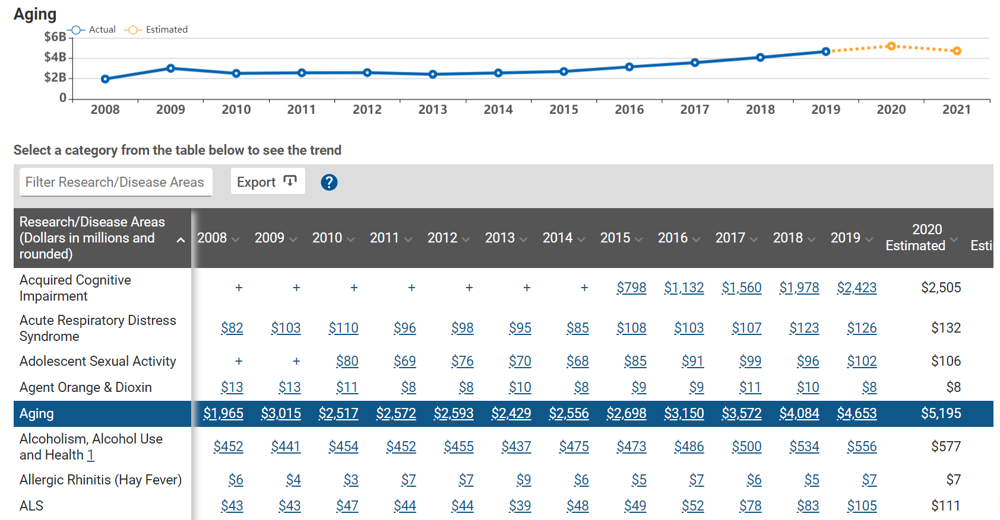 Aging
Actual Estimated
$6B
$4B
$2B
0
2008 2009 2010 2011 2012 2013 2014 2015 2016 2017 2018 2019 2020 2021
Select a category from the table below to see the trend
Filter Research/Disease Areas Export ?
Research/Disease Areas
(Dollars in millions and
rounded)
2008 2009 2010 2011 2012 2013 2014 2015 2016 2017 2018 2019 2020
Estimated Esti
Acquired Cognitive
Impairment
+ + + + + + + $798 $1,132 $1,560 $1,978 $2,423 $2,505
Acute Respiratory Distress
Syndrome
$82 $103 $110 $96 $98 $95 $85 $108 $103 $107 $123 $126 $132
Adolescent Sexual Activity + + $80 $69 $76 $70 $68 $85 $91 $99 $96 $102 $106
Agent Orange & Dioxin $13 $13 $11 $8 $8 $10 $8 $9 $9 $11 $10 $8 $8
Aging $1,965 $3,015 $2,517 $2,572 $2,593 $2,429 $2,556 $2,698 $3,150 $3,572 $4,084 $4,653 $5,195
Alcoholism, Alcohol Use
and Health 1
$452 $441 $454 $452 $455 $437 $475 $473 $486 $500 $534 $556 $577
Allergic Rhinitis (Hay Fever) $6 $4 $3 $7 $7 $9 $6 $5 $7 $6 $5 $7 $7
ALS $43 $43 $47 $44 $44 $39 $48 $49 $52 $78 $83 $105 $111